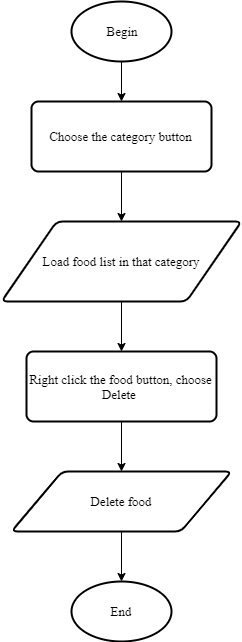 Begin
Choose the category button
Load food list in that category
Right click the food button, choose
Delete
Delete food
End